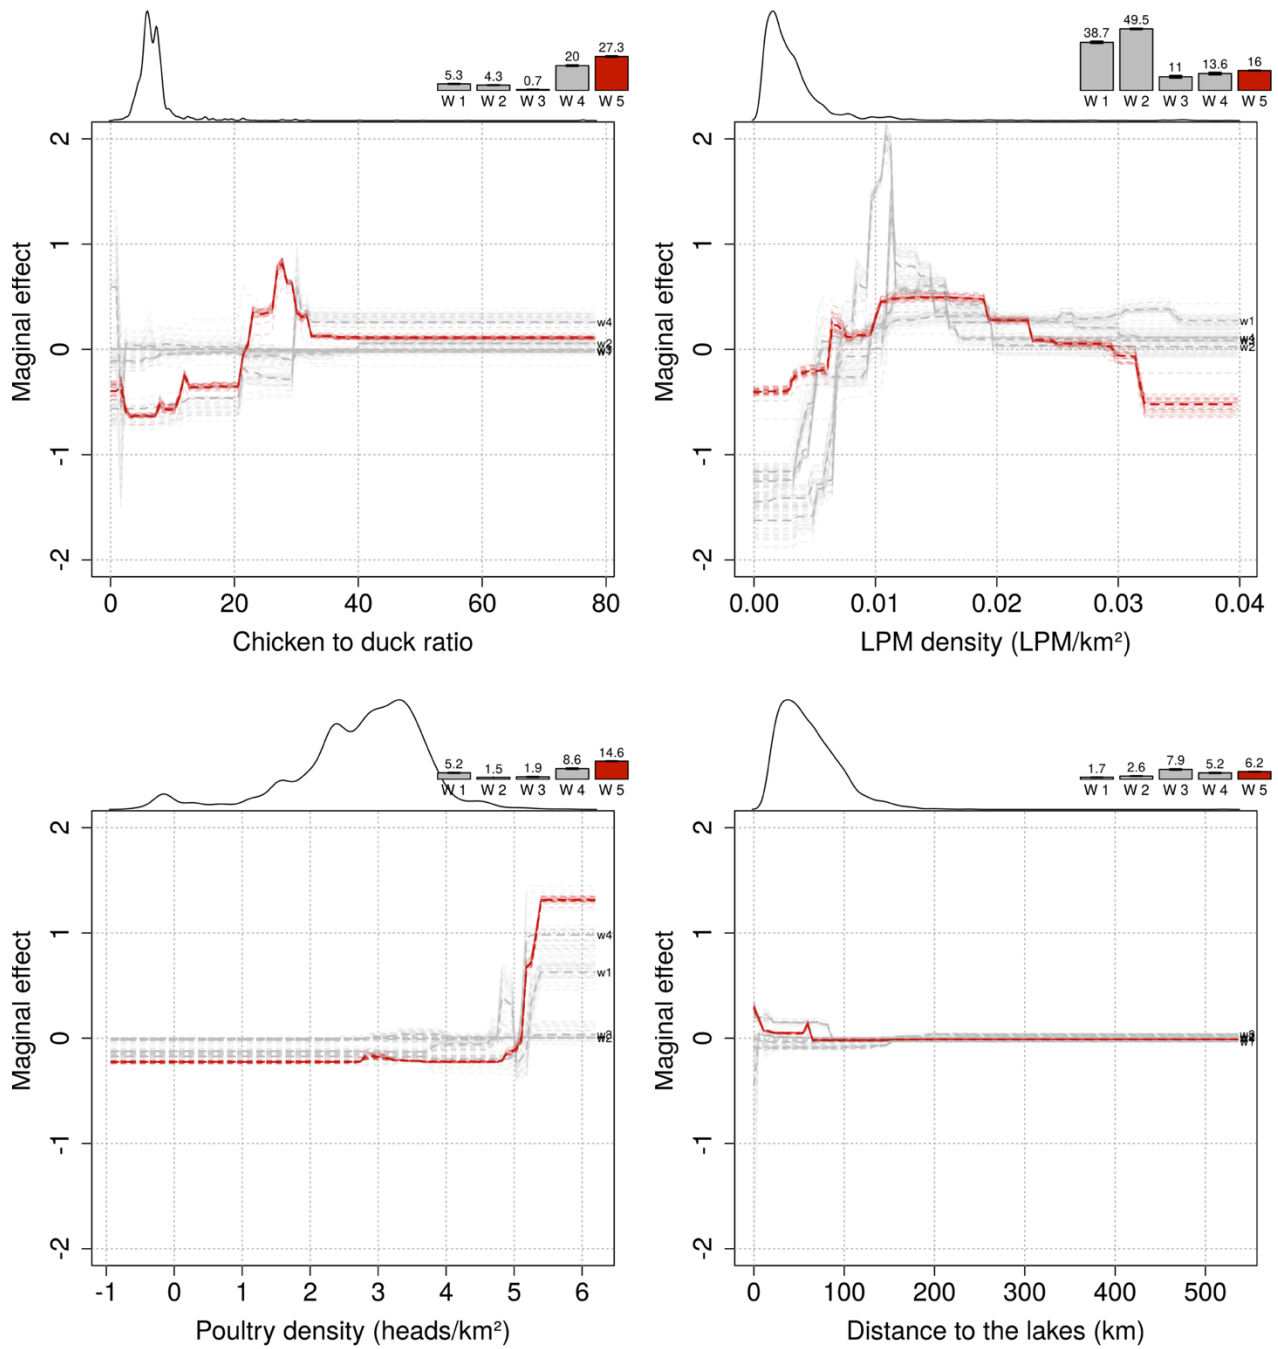 5.3 4.3 0.7 20 27.3
W 1 W 2 W 3 W 4 W 5
Maginal effect
2
1
0
-1
-2
w4
w2
0 20 40 60 80
Chicken to duck ratio
38.7 49.5 11 13.6 16
W 1 W 2 W 3 W 4 W 5
Maginal effect
2
1
0
-1
-2
w1
w2
0.00 0.01 0.02 0.03 0.04
LPM density (LPM/km²)
5.2 1.5 1.9 8.6 14.6
W 1 W 2 W 3 W 4 W 5
Maginal effect
2
1
0
-1
-2
w4
w1
w2
-1 0 1 2 3 4 5 6
Poultry density (heads/km²)
1.7 2.6 7.9 5.2 6.2
W 1 W 2 W 3 W 4 W 5
Maginal effect
2
1
0
-1
-2
0 100 200 300 400 500
Distance to the lakes (km)